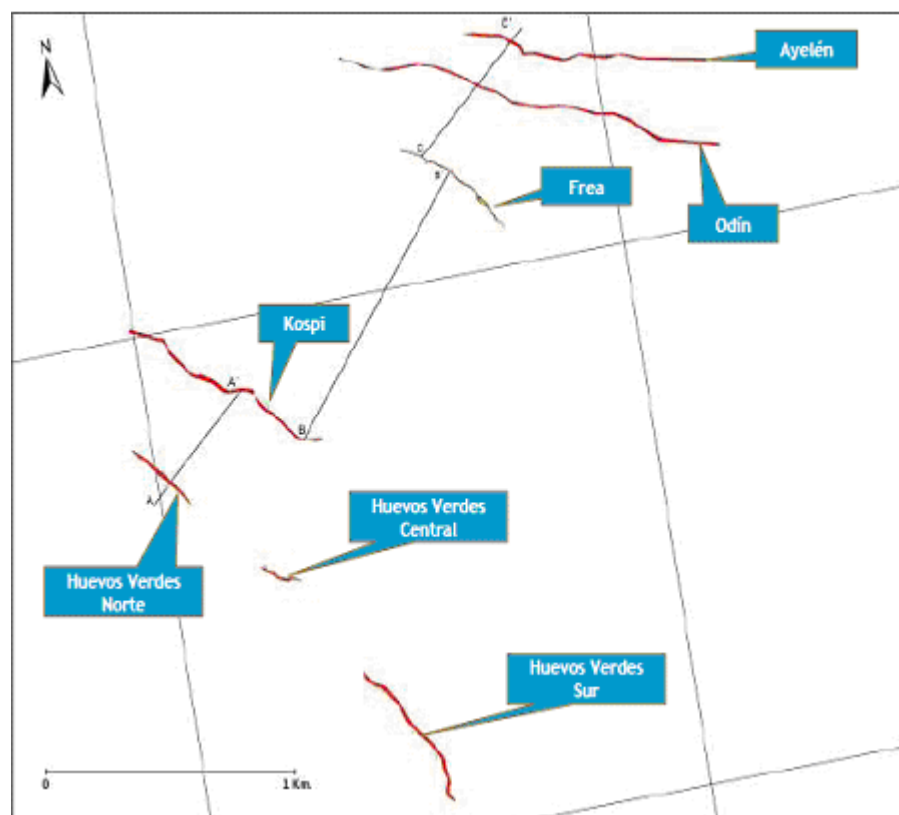 N
C'
Ayelén
C
B'
Frea
Odín
Kospi
A'
B
A
Huevos Verdes
Central
Huevos Verdes
Norte
Huevos Verdes
Sur
0
1 Km.